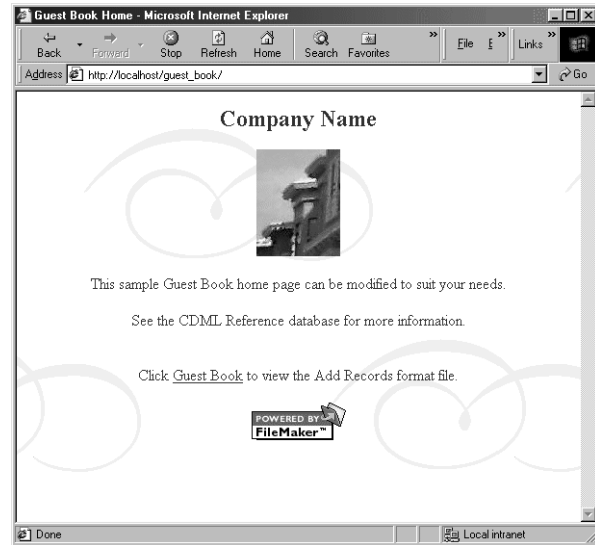 Guest Book Home - Microsoft Internet Explorer
Back Forward Stop Refresh Home Search Favorites » File E » Links »
Address http://localhost/guest_book/ Go
Company Name
This sample Guest Book home page can be modified to suit your needs.
See the CDML Reference database for more information.
Click Guest Book to view the Add Records format file.
POWERED BY
FileMaker™
Done Local intranet